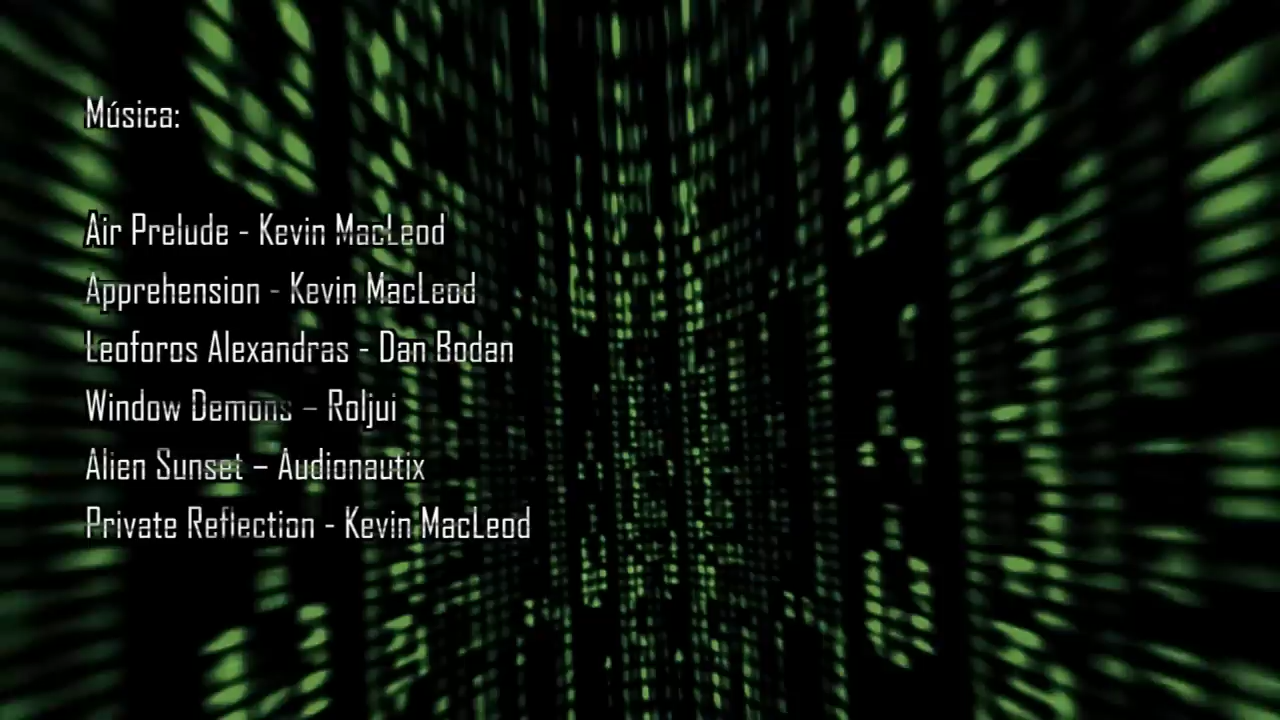 Música:
Air Prelude - Kevin MacLeod
Apprehension - Kevin MacLeod
Leoforos Alexandras - Dan Bodan
Window Demons – Roljui
Alien Sunset – Audionautix
Private Reflection - Kevin MacLeod